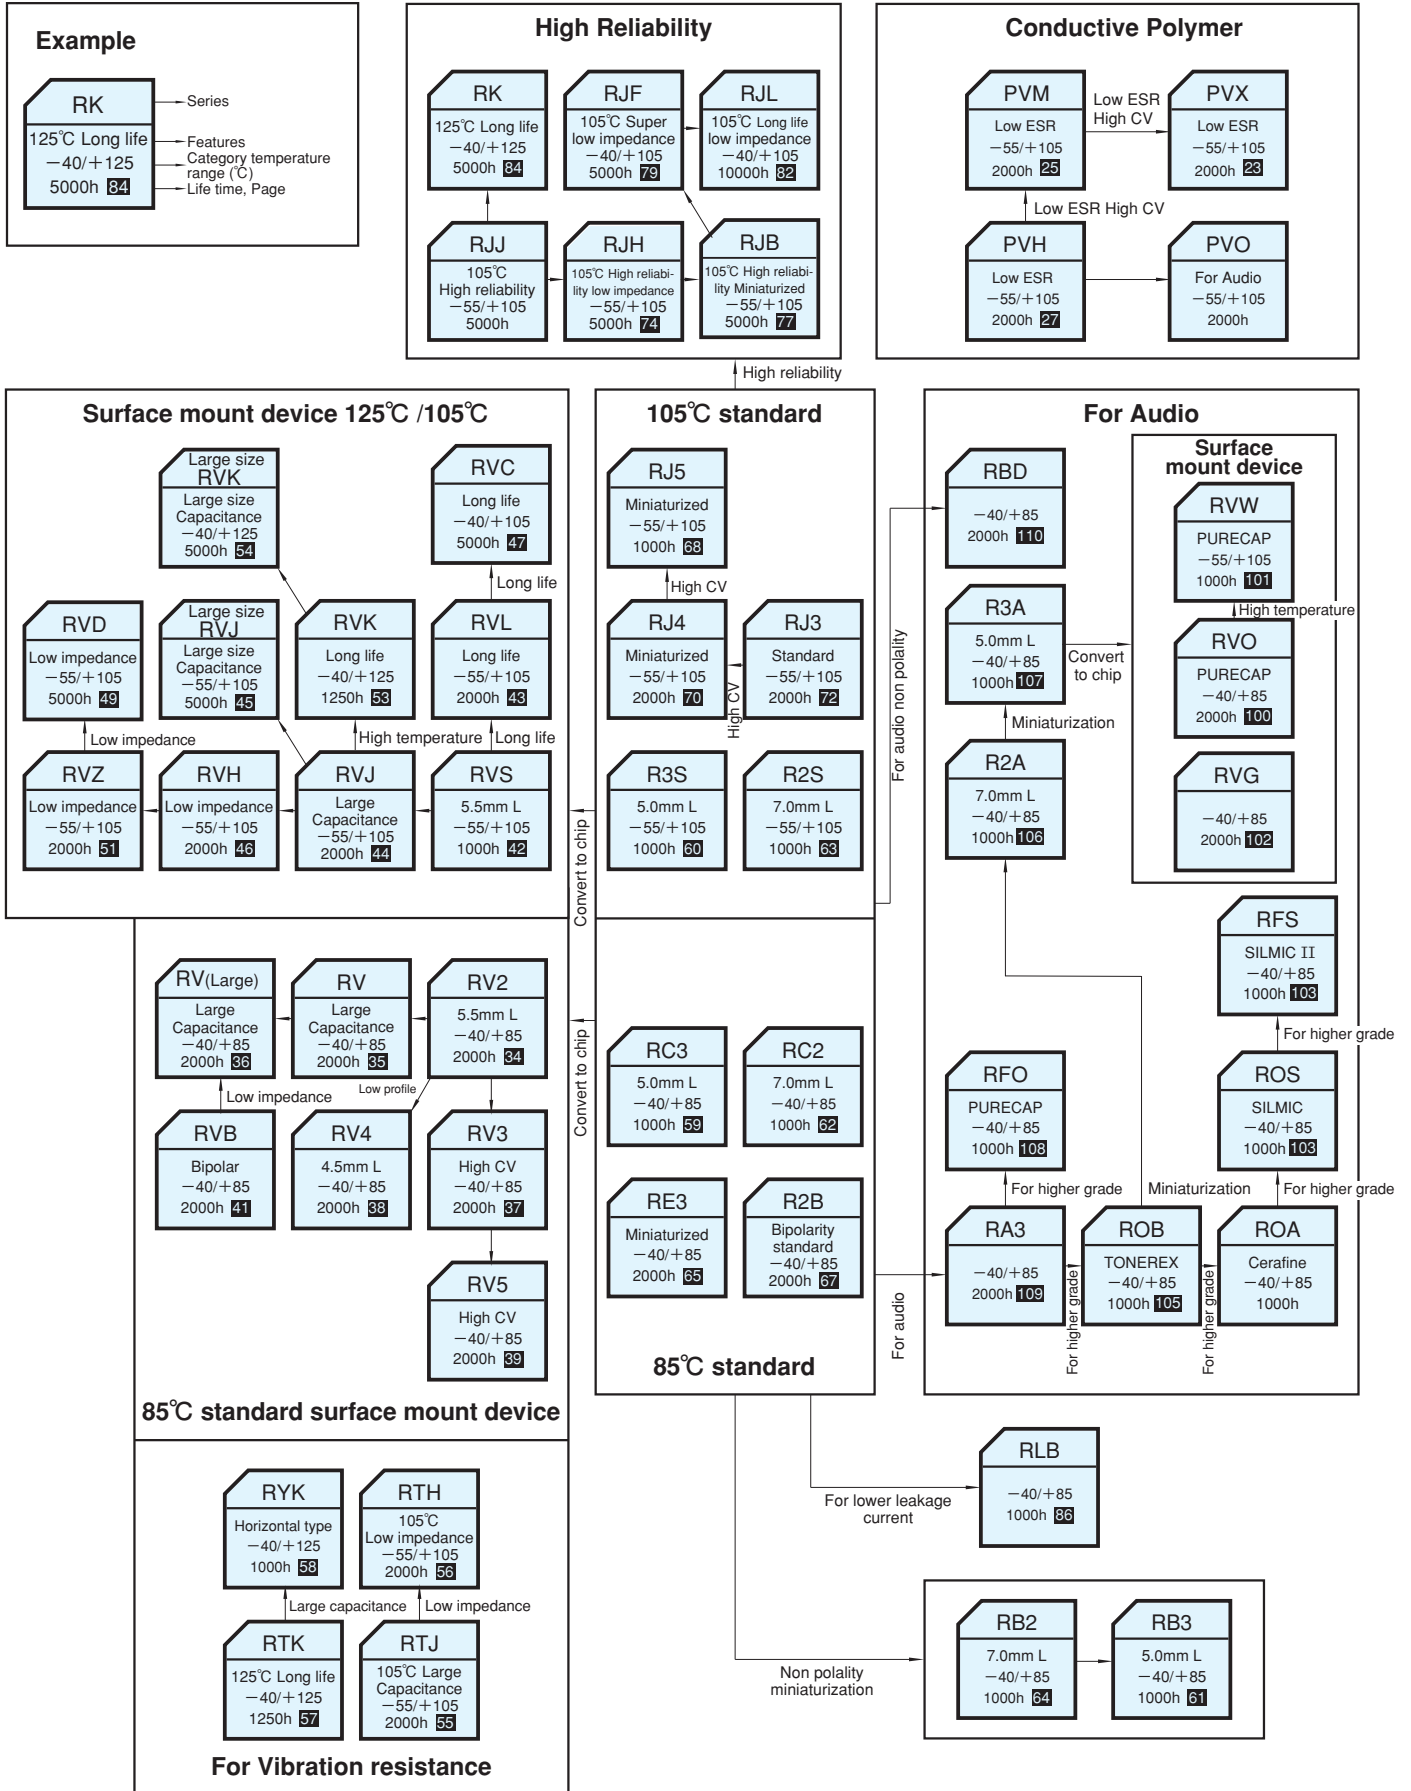 Example
RK
125℃ Long life
−40/+125
5000h 84
Series
Features
Category temperature
range (℃)
Life time, Page
High Reliability
RK
125℃ Long life
−40/+125
5000h 84
RJF
105℃ Super
low impedance
−40/+105
5000h 79
RJL
105℃ Long life
low impedance
−40/+105
10000h 82
RJJ
105℃
High reliability
−55/+105
5000h
RJH
105℃ High reliabi-
lity low impedance
−55/+105
5000h 74
RJB
105℃ High reliabi-
lity Miniaturized
−55/+105
5000h 77
High reliability
Conductive Polymer
PVM
Low ESR
−55/+105
2000h 25
Low ESR
High CV
PVX
Low ESR
−55/+105
2000h 23
Low ESR High CV
PVH
Low ESR
−55/+105
2000h 27
PVO
For Audio
−55/+105
2000h
Surface mount device 125℃ /105℃
Large size
RVK
Large size
Capacitance
−40/+125
5000h 54
RVC
Long life
−40/+105
5000h 47
Long life
RVD
Low impedance
−55/+105
5000h 49
Large size
RVJ
Large size
Capacitance
−55/+105
5000h 45
RVK
Long life
−40/+125
1250h 53
RVL
Long life
−55/+105
2000h 43
Low impedance
High temperature
Long life
RVZ
Low impedance
−55/+105
2000h 51
RVH
Low impedance
−55/+105
2000h 46
RVJ
Large
Capacitance
−55/+105
2000h 44
RVS
5.5mm L
−55/+105
1000h 42
Convert to chip
105℃ standard
RJ5
Miniaturized
−55/+105
1000h 68
High CV
RJ4
Miniaturized
−55/+105
2000h 70
High CV
RJ3
Standard
−55/+105
2000h 72
R3S
5.0mm L
−55/+105
1000h 60
R2S
7.0mm L
−55/+105
1000h 63
For audio non polality
For Audio
RBD
−40/+85
2000h 110
R3A
5.0mm L
−40/+85
1000h 107
Convert
to chip
Miniaturization
R2A
7.0mm L
−40/+85
1000h 106
Surface
mount device
RVW
PURECAP
−55/+105
1000h 101
High temperature
RVO
PURECAP
−40/+85
2000h 100
RVG
−40/+85
2000h 102
RFS
SILMIC II
−40/+85
1000h 103
For higher grade
RFO
PURECAP
−40/+85
1000h 108
ROS
SILMIC
−40/+85
1000h 103
For higher grade
Miniaturization
For higher grade
RA3
−40/+85
2000h 109
For higher grade
ROB
TONEREX
−40/+85
1000h 105
For higher grade
ROA
Cerafine
−40/+85
1000h
RV(Large)
Large
Capacitance
−40/+85
2000h 36
RV
Large
Capacitance
−40/+85
2000h 35
RV2
5.5mm L
−40/+85
2000h 34
Low impedance
Low profile
RVB
Bipolar
−40/+85
2000h 41
RV4
4.5mm L
−40/+85
2000h 38
RV3
High CV
−40/+85
2000h 37
RV5
High CV
−40/+85
2000h 39
85℃ standard surface mount device
Convert to chip
RC3
5.0mm L
−40/+85
1000h 59
RC2
7.0mm L
−40/+85
1000h 62
RE3
Miniaturized
−40/+85
2000h 65
R2B
Bipolarity
standard
−40/+85
2000h 67
For audio
85℃ standard
RLB
−40/+85
1000h 86
For lower leakage
current
RYK
Horizontal type
−40/+125
1000h 58
RTH
105℃
Low impedance
−55/+105
2000h 56
Large capacitance
Low impedance
RTK
125℃ Long life
−40/+125
1250h 57
RTJ
105℃ Large
Capacitance
−55/+105
2000h 55
For Vibration resistance
Non polality
miniaturization
RB2
7.0mm L
−40/+85
1000h 64
RB3
5.0mm L
−40/+85
1000h 61